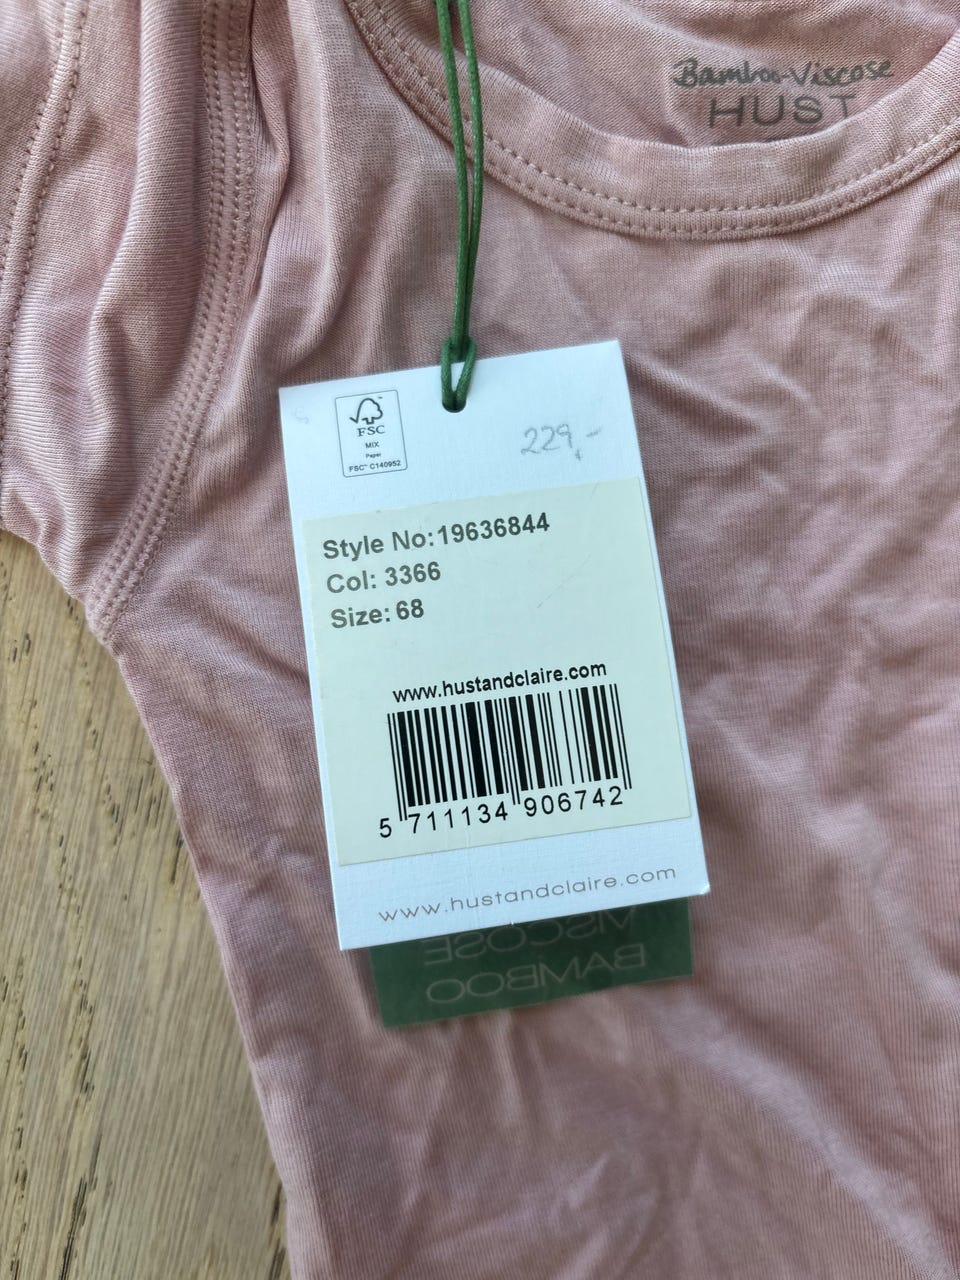 Bamboo-Viscose
HUST
FSC
MIX
Paper
FSC™ C140952
229,-
Style No:19636844
Col: 3366
Size: 68
www.hustandclaire.com
5 711134 906742
www.hustandclaire.com
VISCOSE
BAMBOO